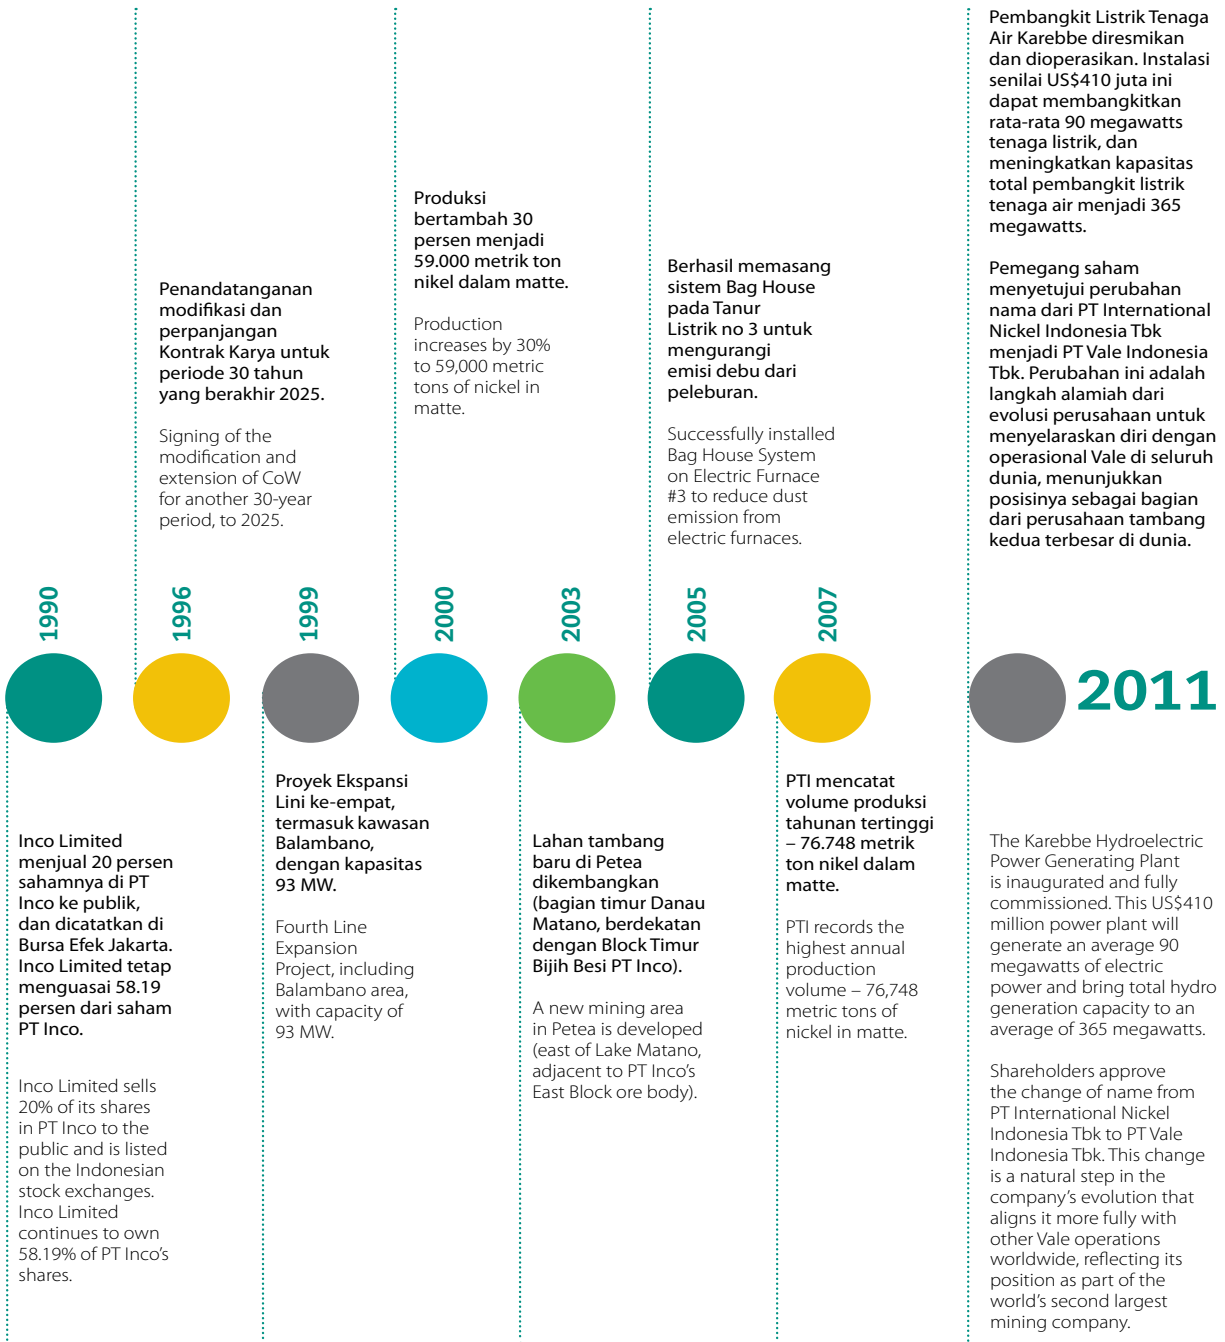 1990
Inco Limited
menjual 20 persen
sahamnya di PT
Inco ke publik,
dan dicatatkan di
Bursa Efek Jakarta.
Inco Limited tetap
menguasai 58.19
persen dari saham
PT Inco.
Inco Limited sells
20% of its shares
in PT Inco to the
public and is listed
on the Indonesian
stock exchanges.
Inco Limited
continues to own
58.19% of PT Inco’s
shares.
1996
Penandatanganan
modifikasi dan
perpanjangan
Kontrak Karya untuk
periode 30 tahun
yang berakhir 2025.
Signing of the
modification and
extension of CoW
for another 30-year
period, to 2025.
1999
Proyek Ekspansi
Lini ke-empat,
termasuk kawasan
Balambano,
dengan kapasitas
93 MW.
Fourth Line
Expansion
Project, including
Balambano area,
with capacity of
93 MW.
2000
Produksi
bertambah 30
persen menjadi
59.000 metrik ton
nikel dalam matte.
Production
increases by 30%
to 59,000 metric
tons of nickel in
matte.
2003
Lahan tambang
baru di Petea
dikembangkan
(bagian timur Danau
Matano, berdekatan
dengan Block Timur
Bijih Besi PT Inco).
A new mining area
in Petea is developed
(east of Lake Matano,
adjacent to PT Inco’s
East Block ore body).
2005
Berhasil memasang
sistem Bag House
pada Tanur
Listrik no 3 untuk
mengurangi
emisi debu dari
peleburan.
Successfully installed
Bag House System
on Electric Furnace
#3 to reduce dust
emission from
electric furnaces.
2007
PTI mencatat
volume produksi
tahunan tertinggi
– 76.748 metrik
ton nikel dalam
matte.
PTI records the
highest annual
production
volume – 76,748
metric tons of
nickel in matte.
2011
Pembangkit Listrik Tenaga
Air Karebbe diresmikan
dan dioperasikan. Instalasi
senilai US$410 juta ini
dapat membangkitkan
rata-rata 90 megawatts
tenaga listrik, dan
meningkatkan kapasitas
total pembangkit listrik
tenaga air menjadi 365
megawatts.
Pemegang saham
menyetujui perubahan
nama dari PT International
Nickel Indonesia Tbk
menjadi PT Vale Indonesia
Tbk. Perubahan ini adalah
langkah alamiah dari
evolusi perusahaan untuk
menyelaraskan diri dengan
operasional Vale di seluruh
dunia, menunjukkan
posisinya sebagai bagian
dari perusahaan tambang
kedua terbesar di dunia.
The Karebbe Hydroelectric
Power Generating Plant
is inaugurated and fully
commissioned. This US$410
million power plant will
generate an average 90
megawatts of electric
power and bring total hydro
generation capacity to an
average of 365 megawatts.
Shareholders approve
the change of name from
PT International Nickel
Indonesia Tbk to PT Vale
Indonesia Tbk. This change
is a natural step in the
company’s evolution that
aligns it more fully with
other Vale operations
worldwide, reflecting its
position as part of the
world’s second largest
mining company.